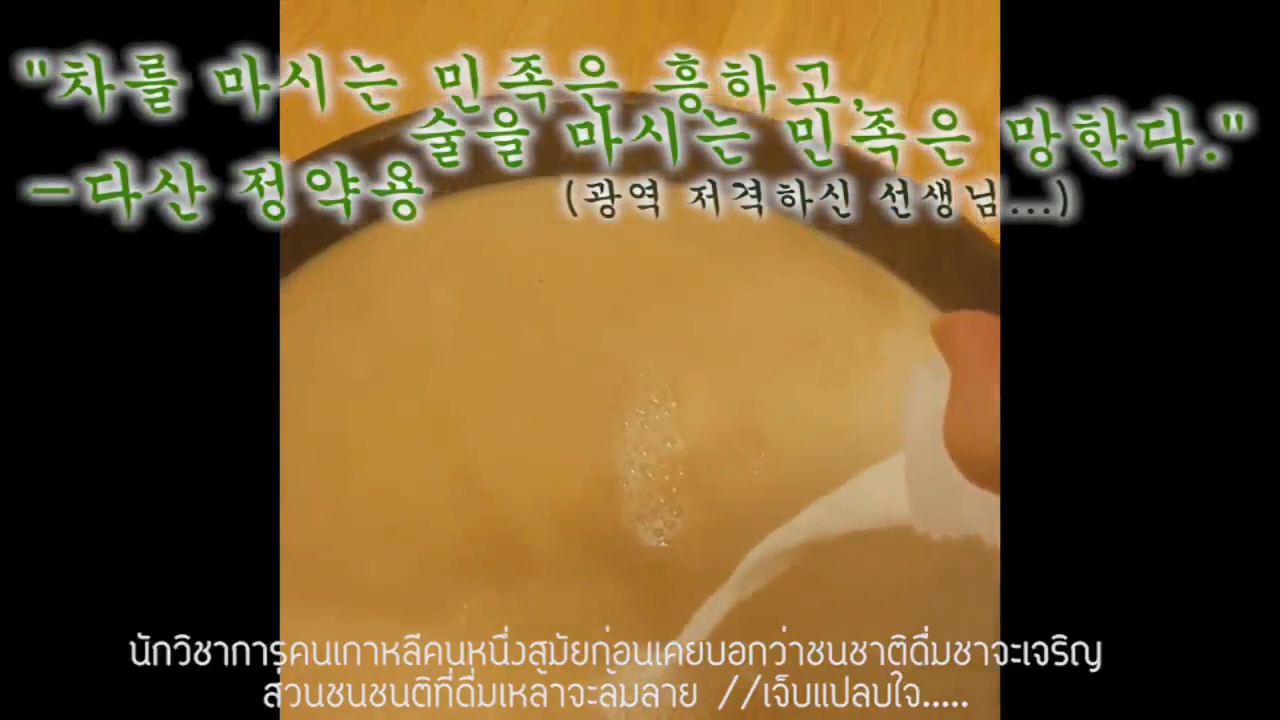 "차를 마시는 민족은 흥하고,
술을 마시는 민족은 망한다."
-다산 정약용
(광역 저격하신 선생님...)
นักวิชาการคนเกาหลีคนหนึ่งสมัยก่อนเคยบอกว่าชนชาติดื่มชาจะเจริญ
ส่วนชนชนติที่ดื่มเหล้าจะล้มลาย //เจ็บแปลบใจ.....